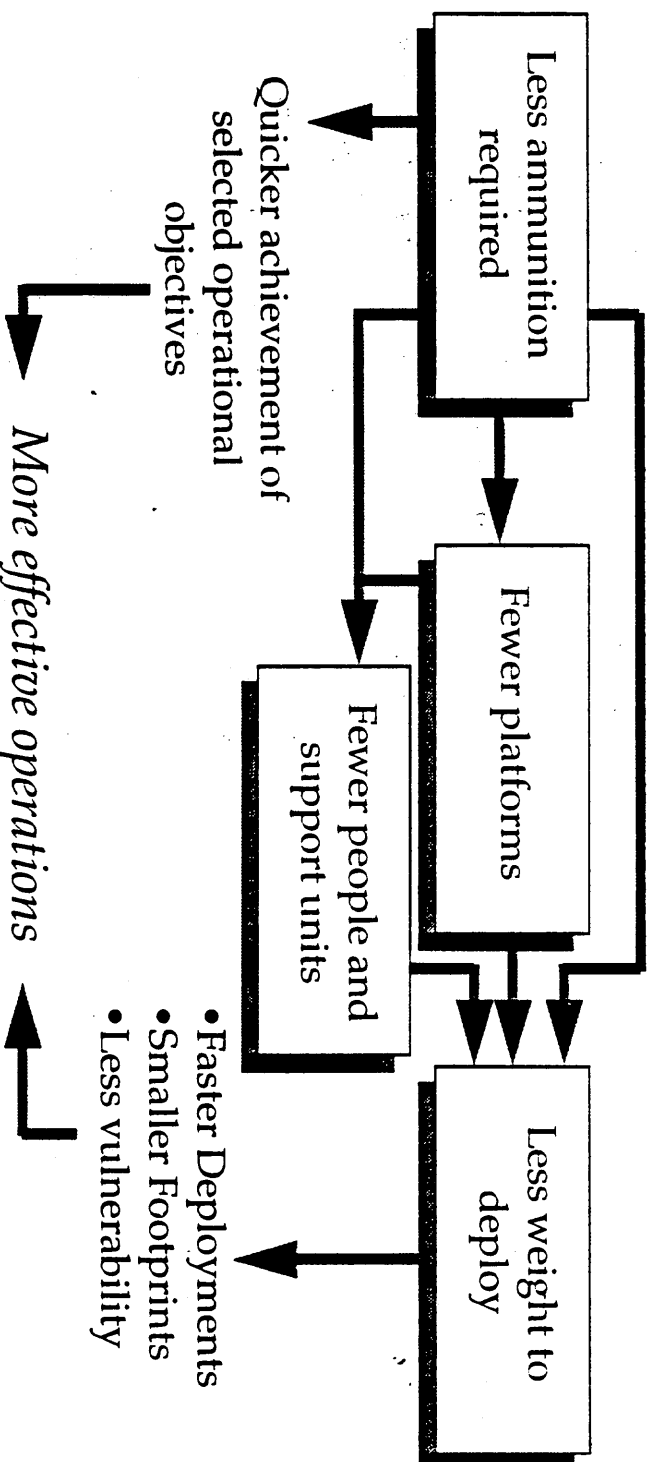 Less ammunition
required
Fewer platforms
Less weight to
deploy
Fewer people and
support units
Quicker achievement of
selected operational
objectives
•Faster Deployments
•Smaller Footprints
•Less vulnerability
More effective operations